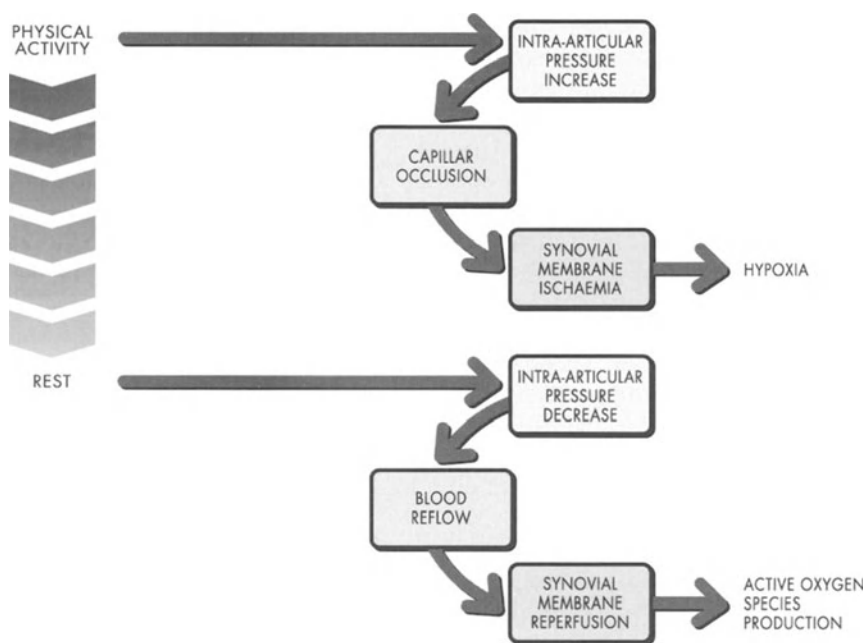 PHYSICAL
ACTIVITY
INTRA-ARTICULAR
PRESSURE
INCREASE
CAPILLAR
OCCLUSION
SYNOVIAL
MEMBRANE
ISCHAEMIA
HYPOXIA
REST
INTRA-ARTICULAR
PRESSURE
DECREASE
BLOOD
REFLOW
SYNOVIAL
MEMBRANE
REPERFUSION
ACTIVE OXYGEN
SPECIES
PRODUCTION